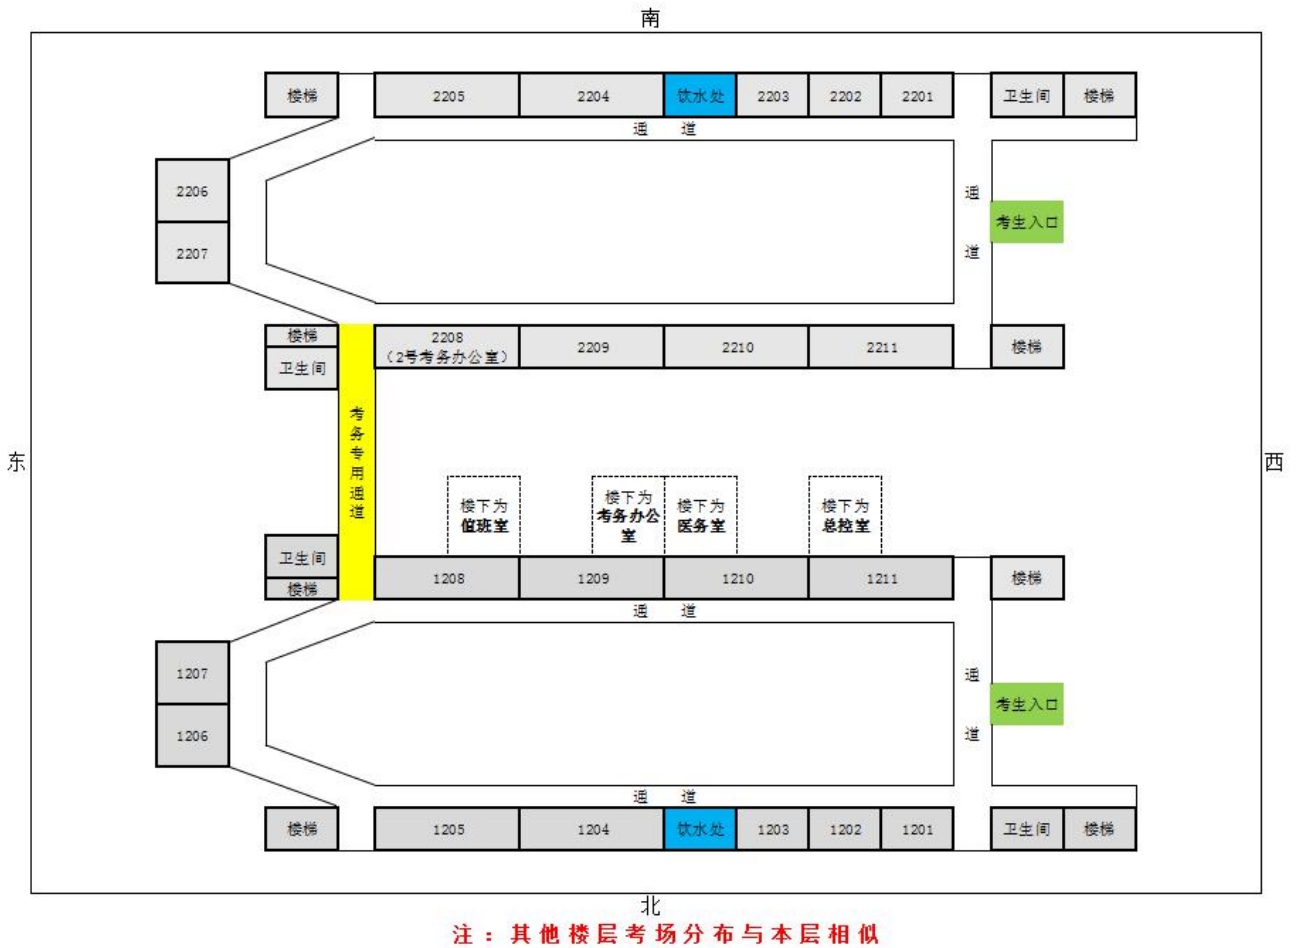 南
楼梯
2205
2204
饮水处
2203
2202
2201
卫生间
楼梯
通 道
2206
2207
通
道
考生入口
楼梯
卫生间
2208
（2号考务办公室）
2209
2210
2211
楼梯
东
西
考
务
专
用
通
道
楼下为
值班室
楼下为
考务办公
室
楼下为
医务室
楼下为
总控室
卫生间
楼梯
1208
1209
1210
1211
楼梯
通 道
1207
1206
通
道
考生入口
通 道
楼梯
1205
1204
饮水处
1203
1202
1201
卫生间
楼梯
北
注：其他楼层考场分布与本层相似